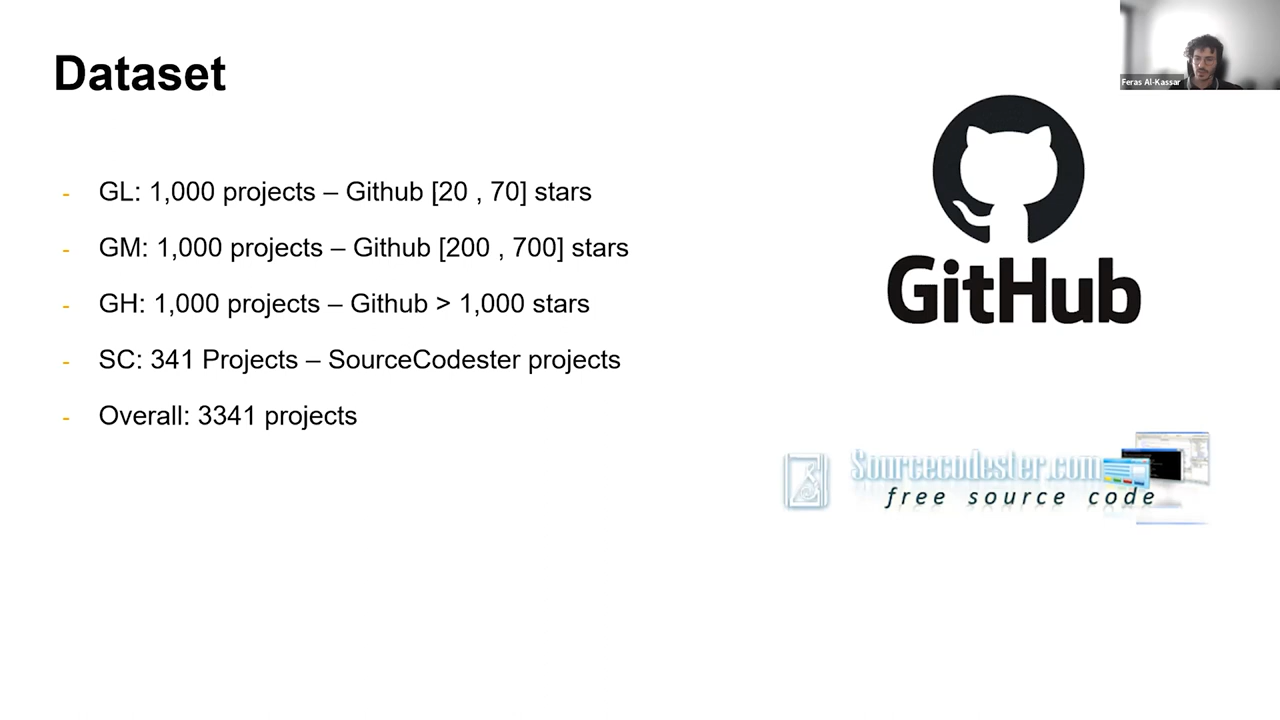 Dataset
Feras Al-Kassar
- GL: 1,000 projects – Github [20 , 70] stars
- GM: 1,000 projects – Github [200 , 700] stars
- GH: 1,000 projects – Github > 1,000 stars
- SC: 341 Projects – SourceCodester projects
- Overall: 3341 projects
GitHub
Sourcecodester.com
free source code